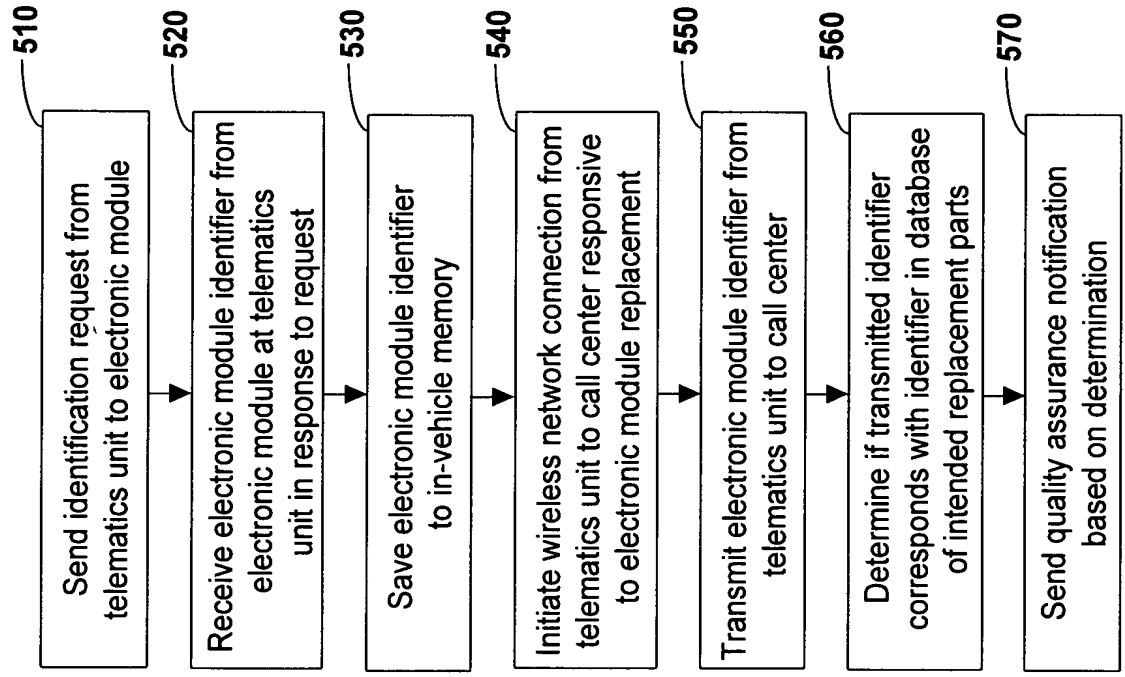 510
Send identification request from
telematics unit to electronic module
520
Receive electronic module identifier from
electronic module at telematics
unit in response to request
530
Save electronic module identifier
to in-vehicle memory
540
Initiate wireless network connection from
telematics unit to call center responsive
to electronic module replacement
550
Transmit electronic module identifier from
telematics unit to call center
560
Determine if transmitted identifier
corresponds with identifier in database
of intended replacement parts
570
Send quality assurance notification
based on determination